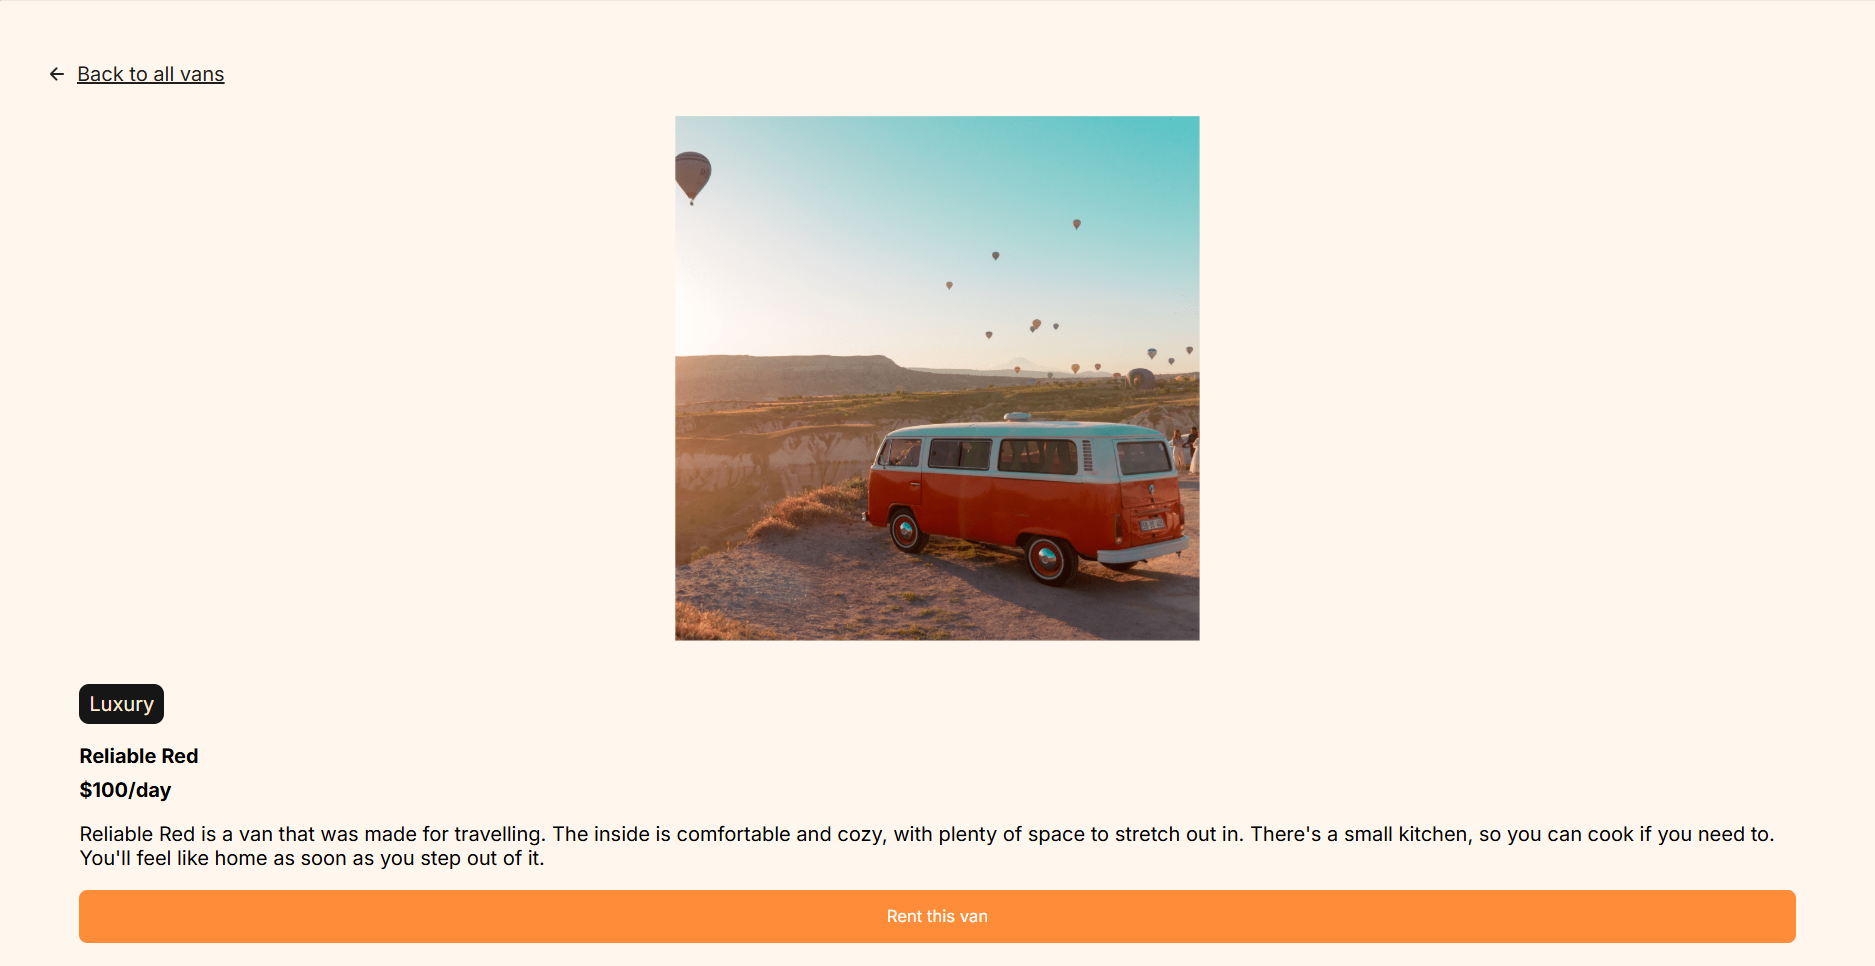 Back to all vans
Luxury
Reliable Red
$100/day
Reliable Red is a van that was made for travelling. The inside is comfortable and cozy, with plenty of space to stretch out in. There's a small kitchen, so you can cook if you need to.
You'll feel like home as soon as you step out of it.
Rent this van